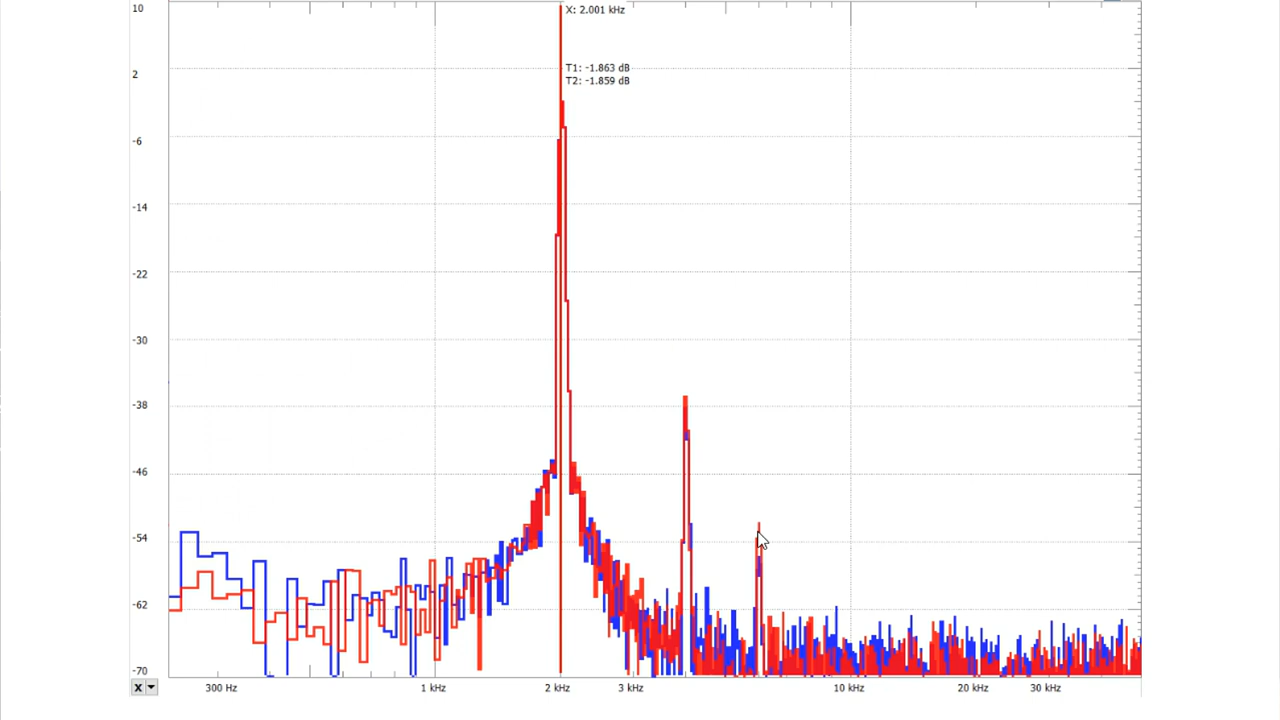 10
X: 2.001 kHz
T1: -1.863 dB
2
T2: -1.859 dB
-6
-14
-22
-30
-38
-46
-54
-62
-70
X
300 Hz 1 kHz 2 kHz 3 kHz 10 kHz 20 kHz 30 kHz